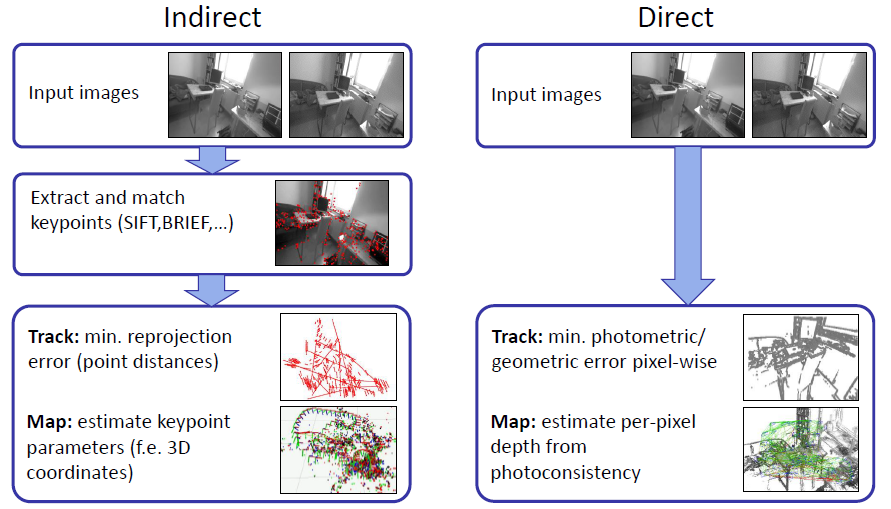 Indirect
Input images
Extract and match
keypoints (SIFT,BRIEF,...)
Track: min. reprojection
error (point distances)
Map: estimate keypoint
parameters (f.e. 3D
coordinates)
Direct
Input images
Track: min. photometric/
geometric error pixel-wise
Map: estimate per-pixel
depth from
photoconsistency